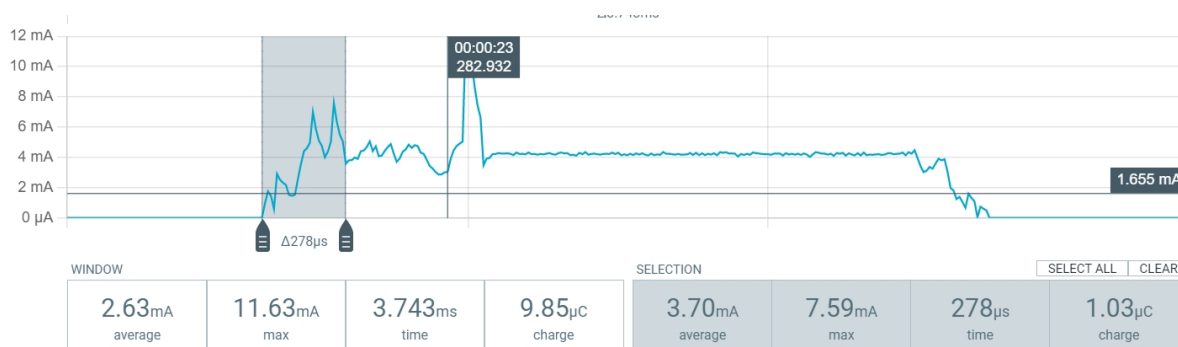 12 mA
10 mA
8 mA
6 mA
4 mA
2 mA
0 µA
00:00:23
282.932
1.655 mA
Δ278µs
WINDOW
2.63mA
average
11.63mA
max
3.743ms
time
9.85µC
charge
SELECTION
SELECT ALL
CLEAR
3.70mA
average
7.59mA
max
278µs
time
1.03µC
charge